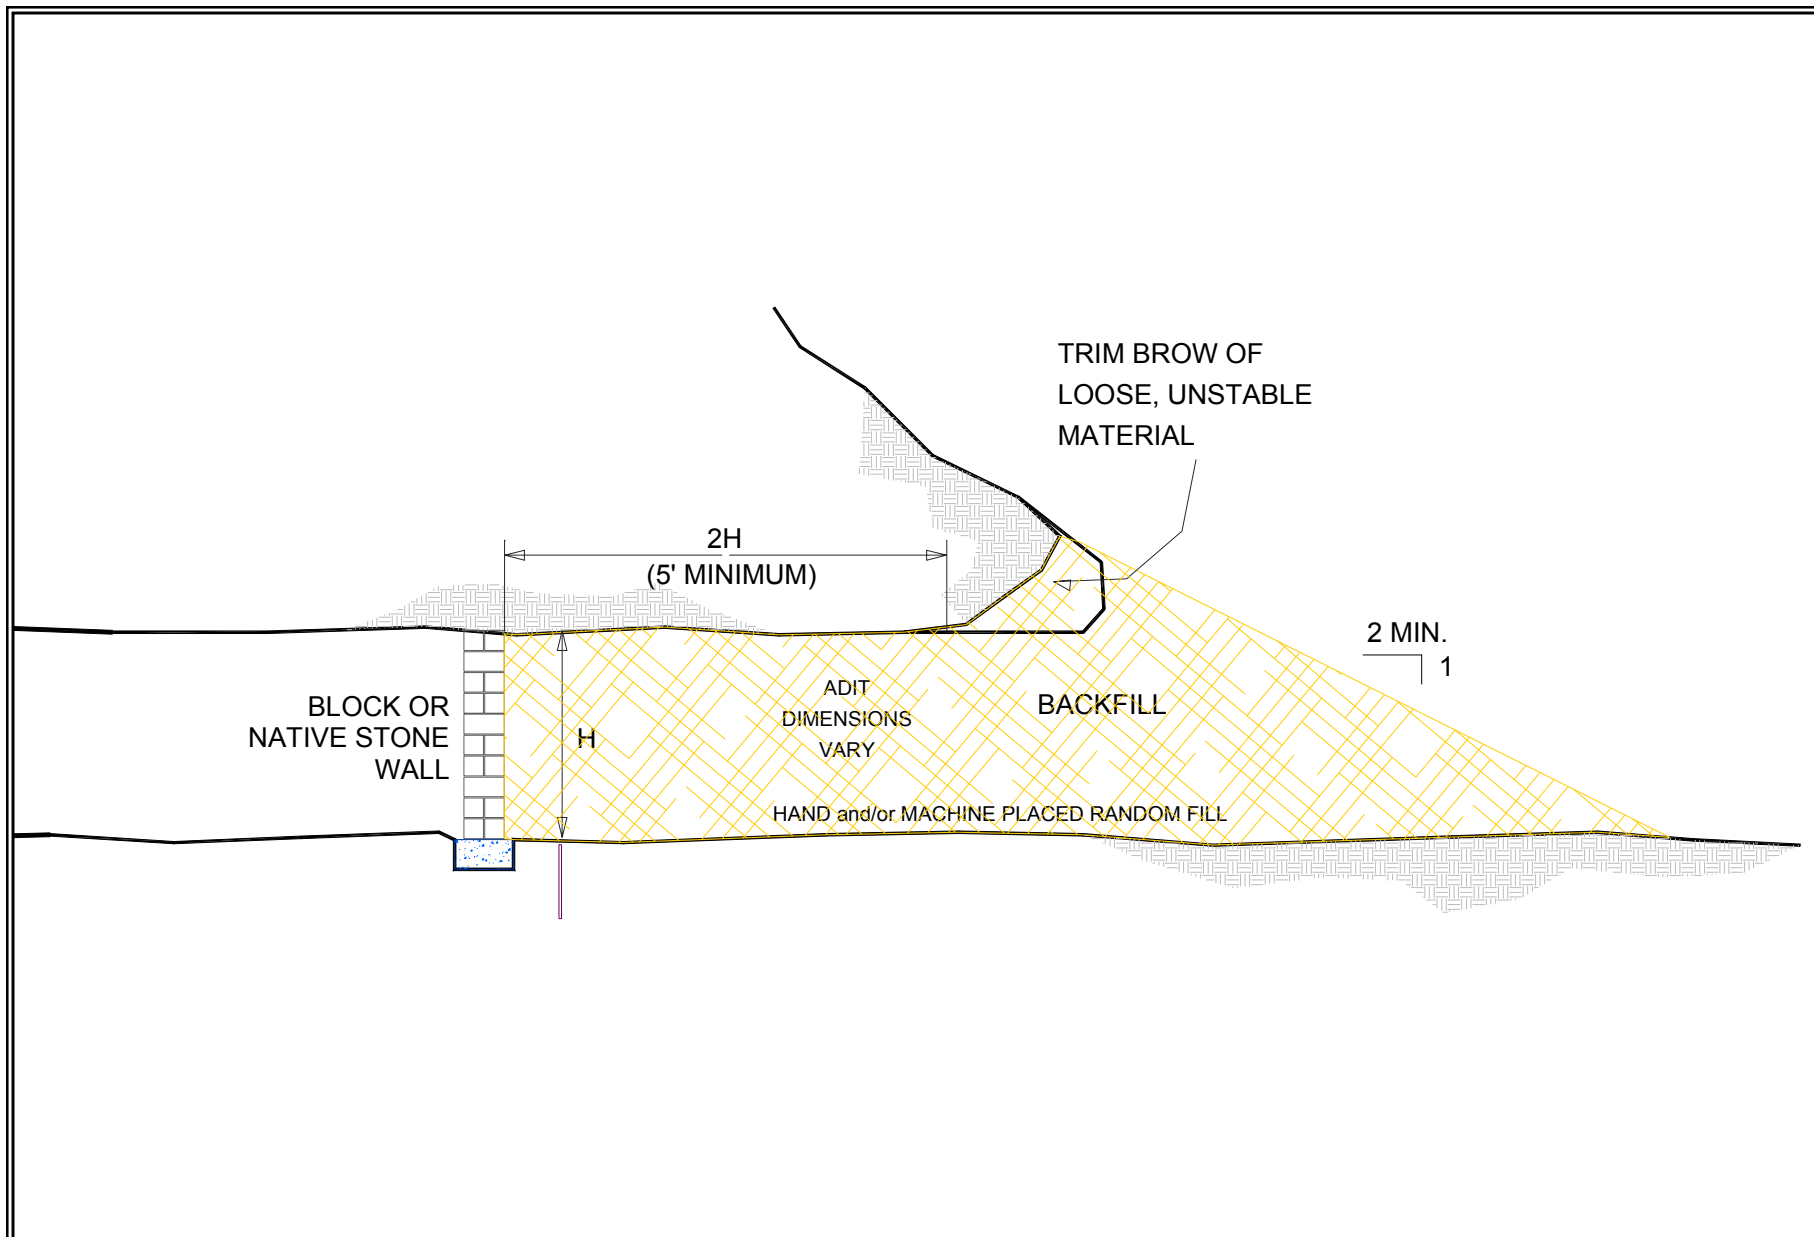 TRIM BROW OF
LOOSE, UNSTABLE
MATERIAL
2H
(5' MINIMUM)
2 MIN.
1
BLOCK OR
NATIVE STONE
WALL
H
ADIT
DIMENSIONS
VARY
BACKFILL
HAND and/or MACHINE PLACED RANDOM FILL